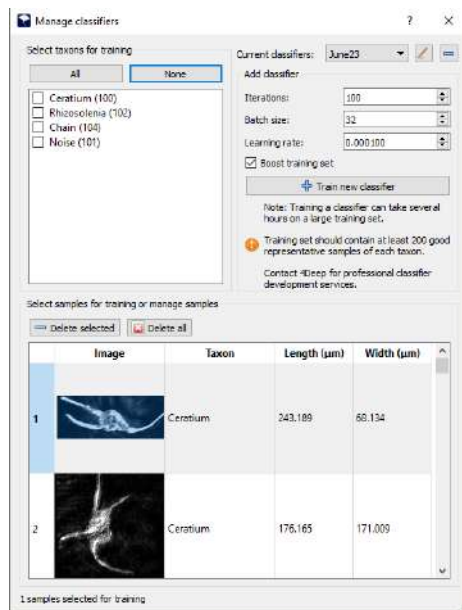 Manage classifiers
Select taxons for training
All
None
Ceratium (100)
Rhizosolenia (102)
Chain (104)
Noise (101)
Current classifiers: June23
Add classifier
Iterations: 100
Batch size: 32
Learning rate: 0.000100
Boost training set
Train new classifier
Note: Training a classifier can take several
hours on a large training set.
Training set should contain at least 200 good
representative samples of each taxon.
Contact 4Deep for professional classifier
development services.
Select samples for training or manage samples
Delete selected
Delete all
Image Taxon Length (µm) Width (µm)
1 Ceratium 243.189 68.134
2 Ceratium 176.165 171.009
1 samples selected for training